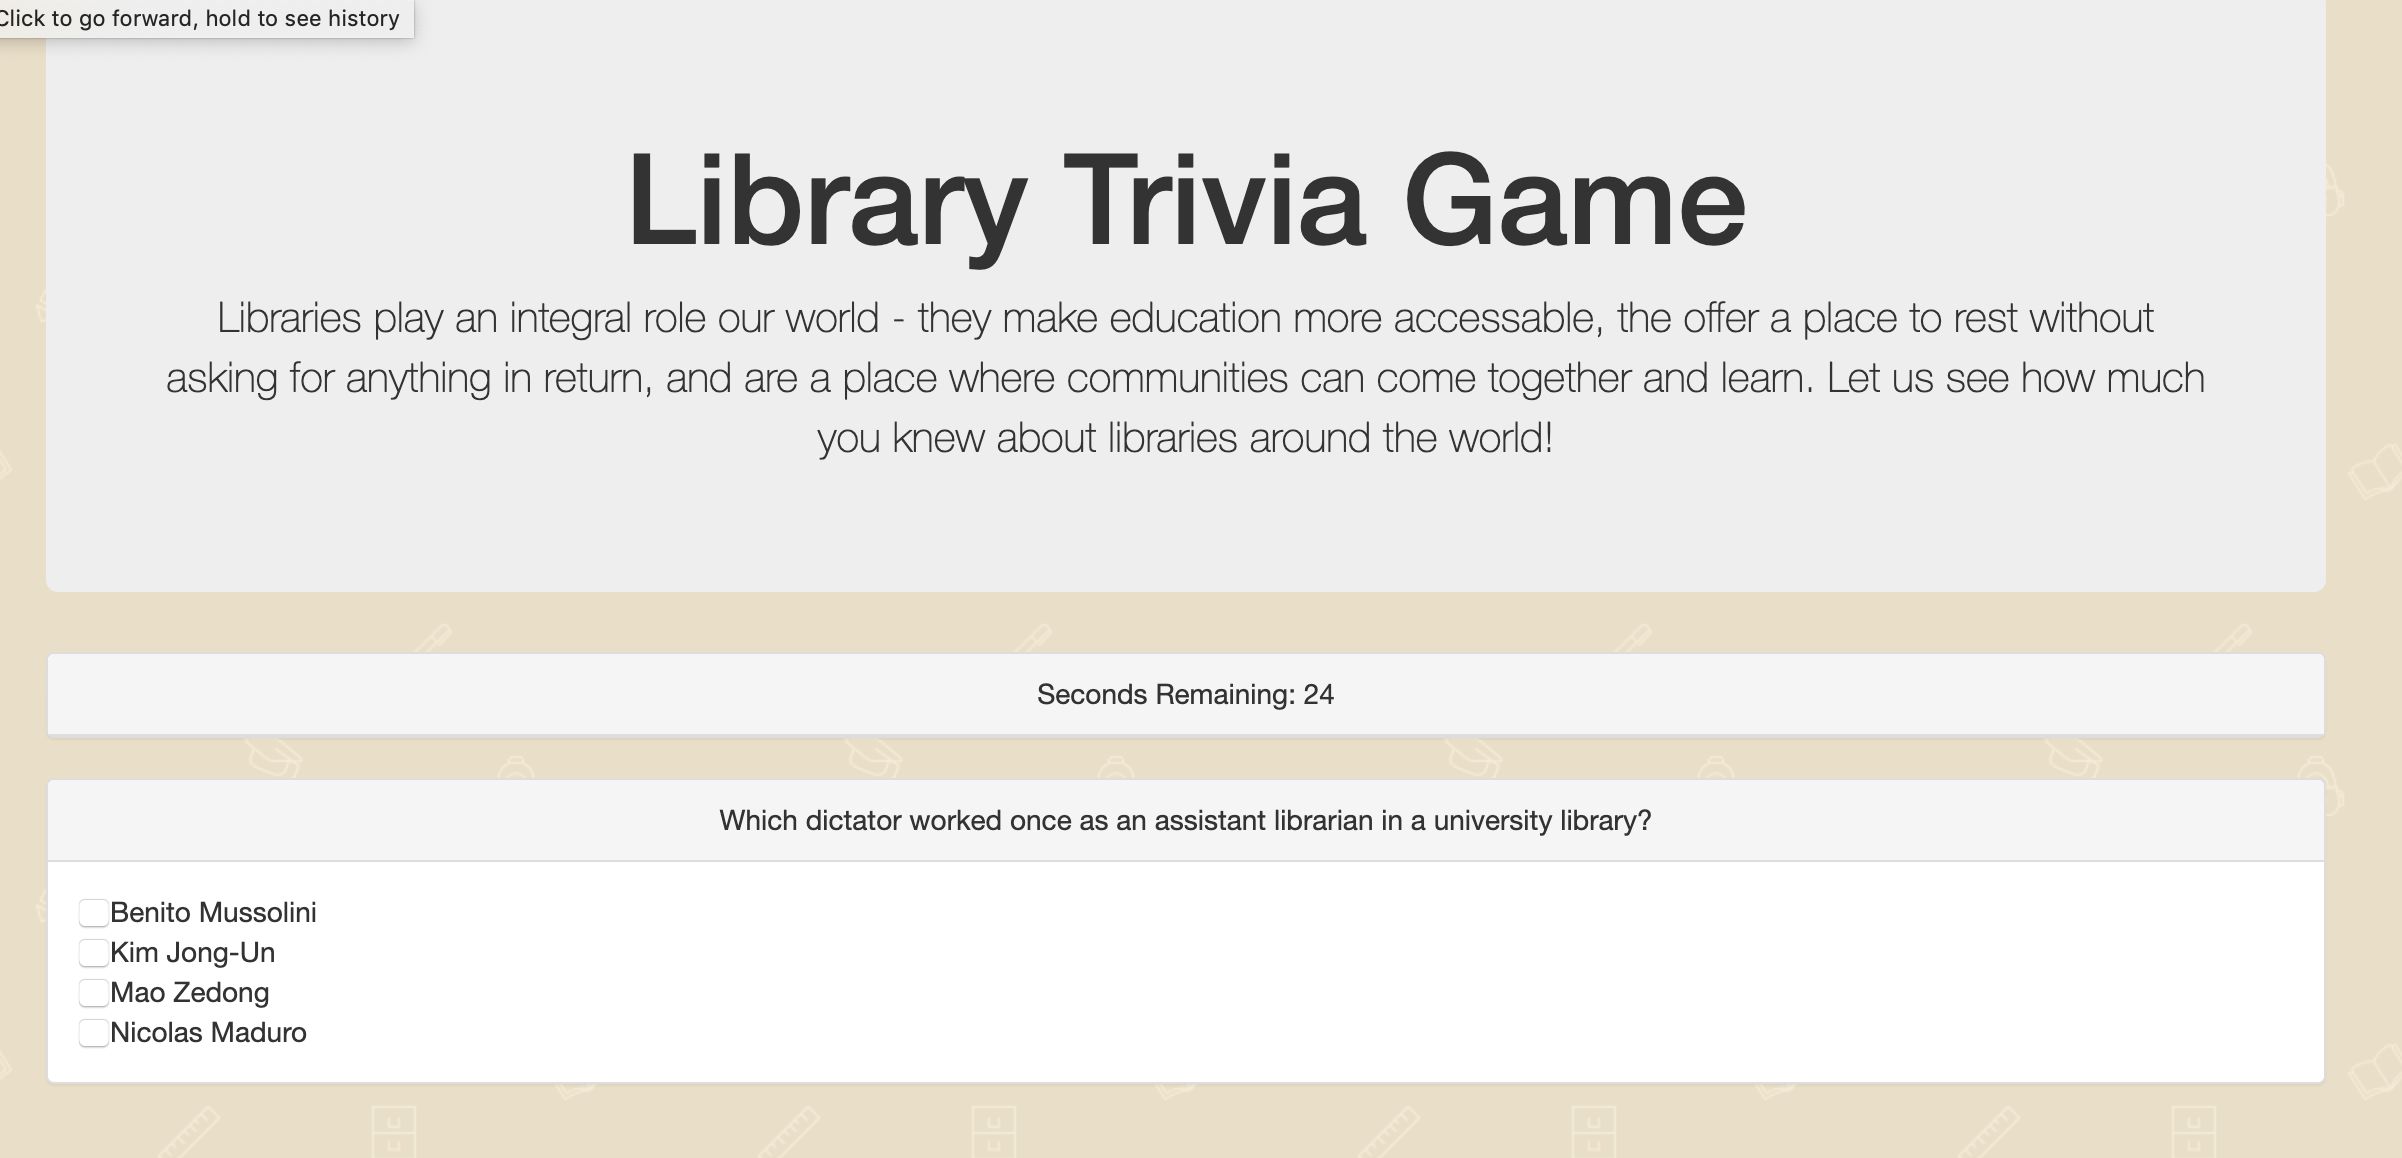 Click to go forward, hold to see history
Library Trivia Game
Libraries play an integral role our world - they make education more accessable, the offer a place to rest without
asking for anything in return, and are a place where communities can come together and learn. Let us see how much
you knew about libraries around the world!
Seconds Remaining: 24
Which dictator worked once as an assistant librarian in a university library?
Benito Mussolini
Kim Jong-Un
Mao Zedong
Nicolas Maduro